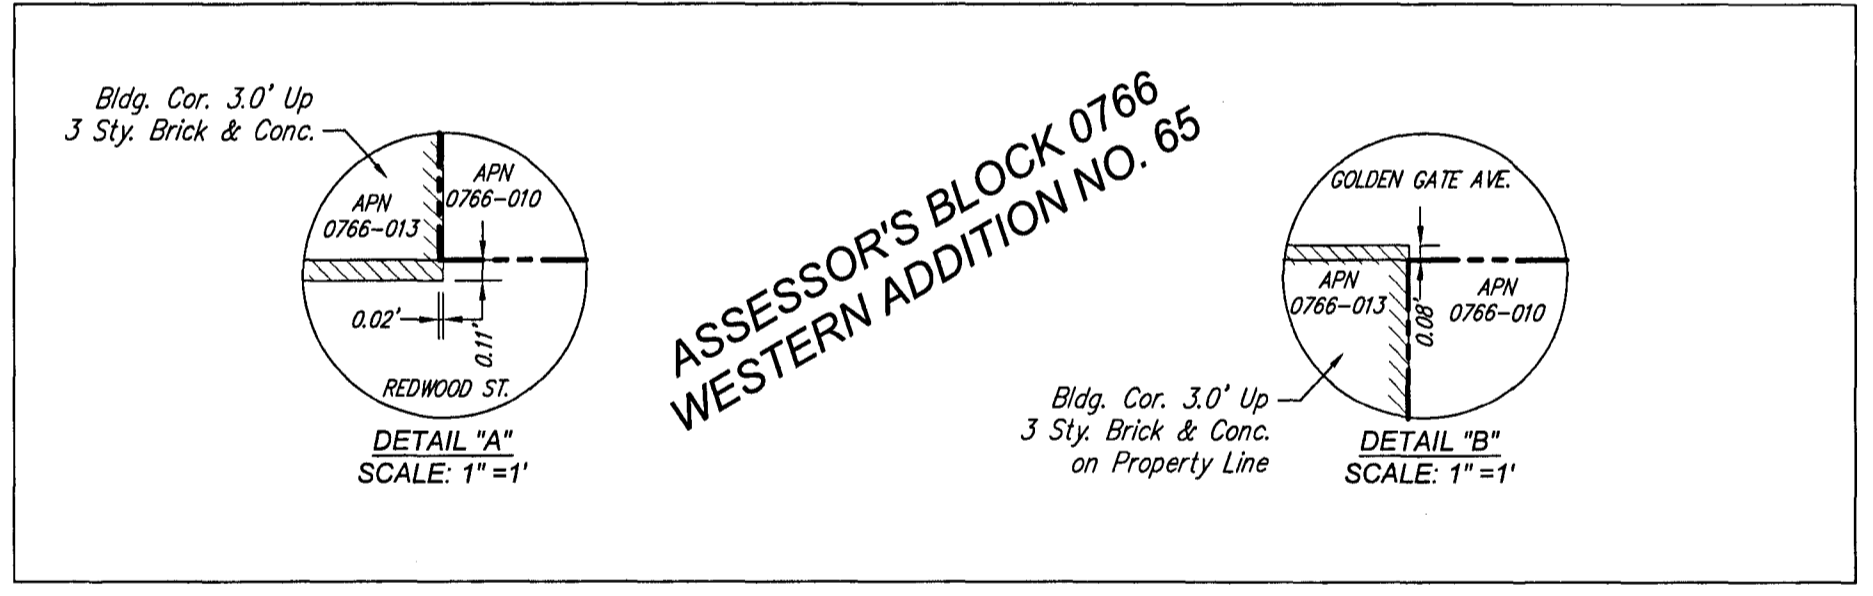 Bldg. Cor. 3.0' Up
3 Sty. Brick & Conc.
APN
0766-013
APN
0766-010
0.02'
0.11'
REDWOOD ST.
DETAIL "A"
SCALE: 1"=1'
ASSESSOR'S BLOCK 0766
WESTERN ADDITION NO. 65
GOLDEN GATE AVE.
APN
0766-013
0.08'
APN
0766-010
Bldg. Cor. 3.0' Up
3 Sty. Brick & Conc.
on Property Line
DETAIL "B"
SCALE: 1"=1'